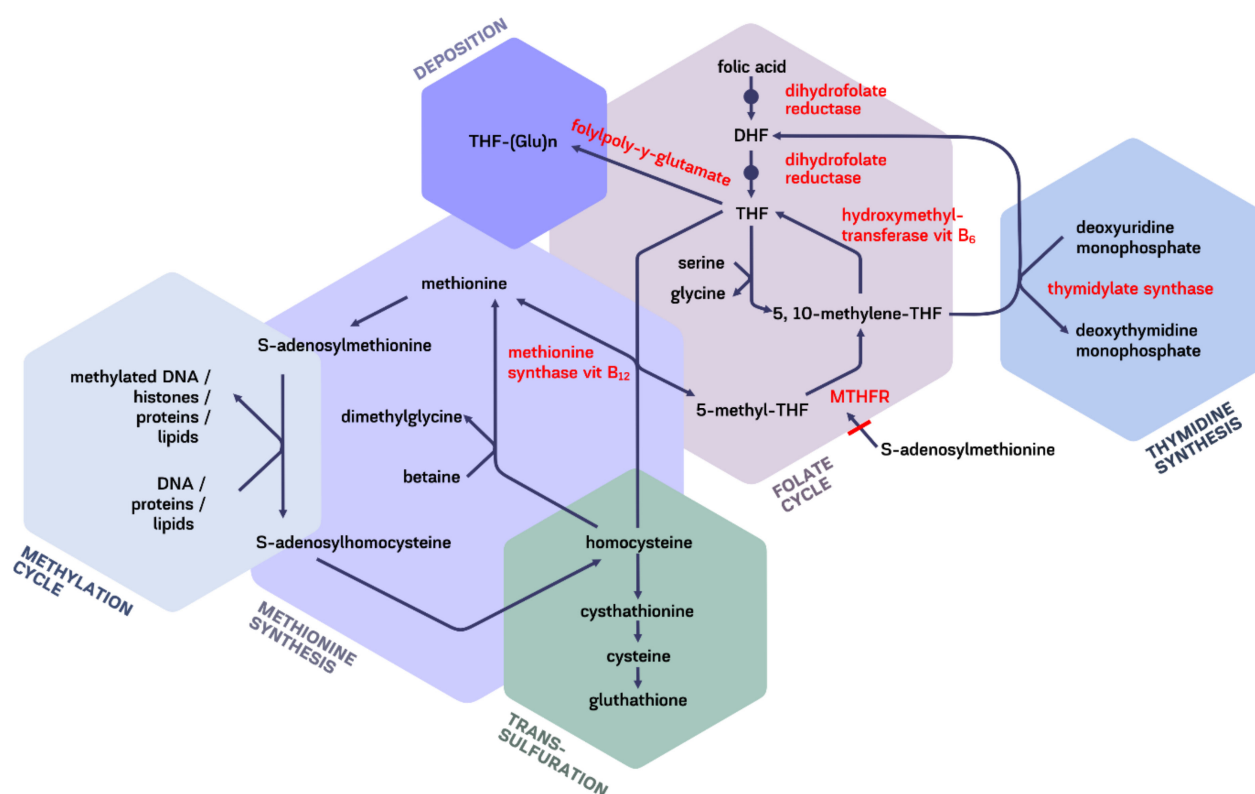 DEPOSITION
THF-(Glu)n
folylpoly-y-glutamate
folic acid
dihydrofolate
reductase
DHF
dihydrofolate
reductase
THF
hydroxymethyl-
transferase vit B₆
serine
glycine
5, 10-methylene-THF
MTHFR
5-methyl-THF
S-adenosylmethionine
FOLATE
CYCLE
deoxyuridine
monophosphate
thymidylate synthase
deoxythymidine
monophosphate
THYMIDINE
SYNTHESIS
methionine
S-adenosylmethionine
methionine
synthase vit B₁₂
dimethylglycine
betaine
methylated DNA /
histones /
proteins /
lipids
DNA /
proteins /
lipids
S-adenosylhomocysteine
METHYLATION
CYCLE
METHIONINE
SYNTHESIS
homocysteine
cysthathionine
cysteine
gluthathione
TRANS-
SULFURATION